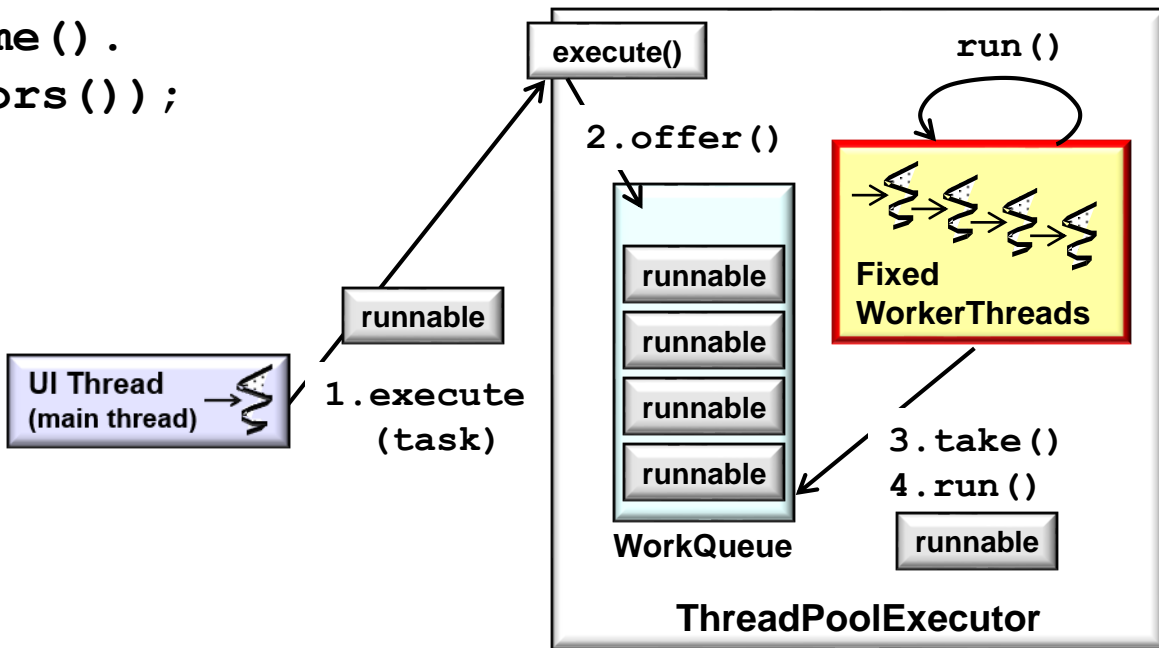 me().
ors());
execute()
run()
2.offer()
runnable
runnable
runnable
runnable
Fixed
WorkerThreads
runnable
UI Thread
(main thread)
1.execute
(task)
3.take()
4.run()
runnable
WorkQueue
ThreadPoolExecutor